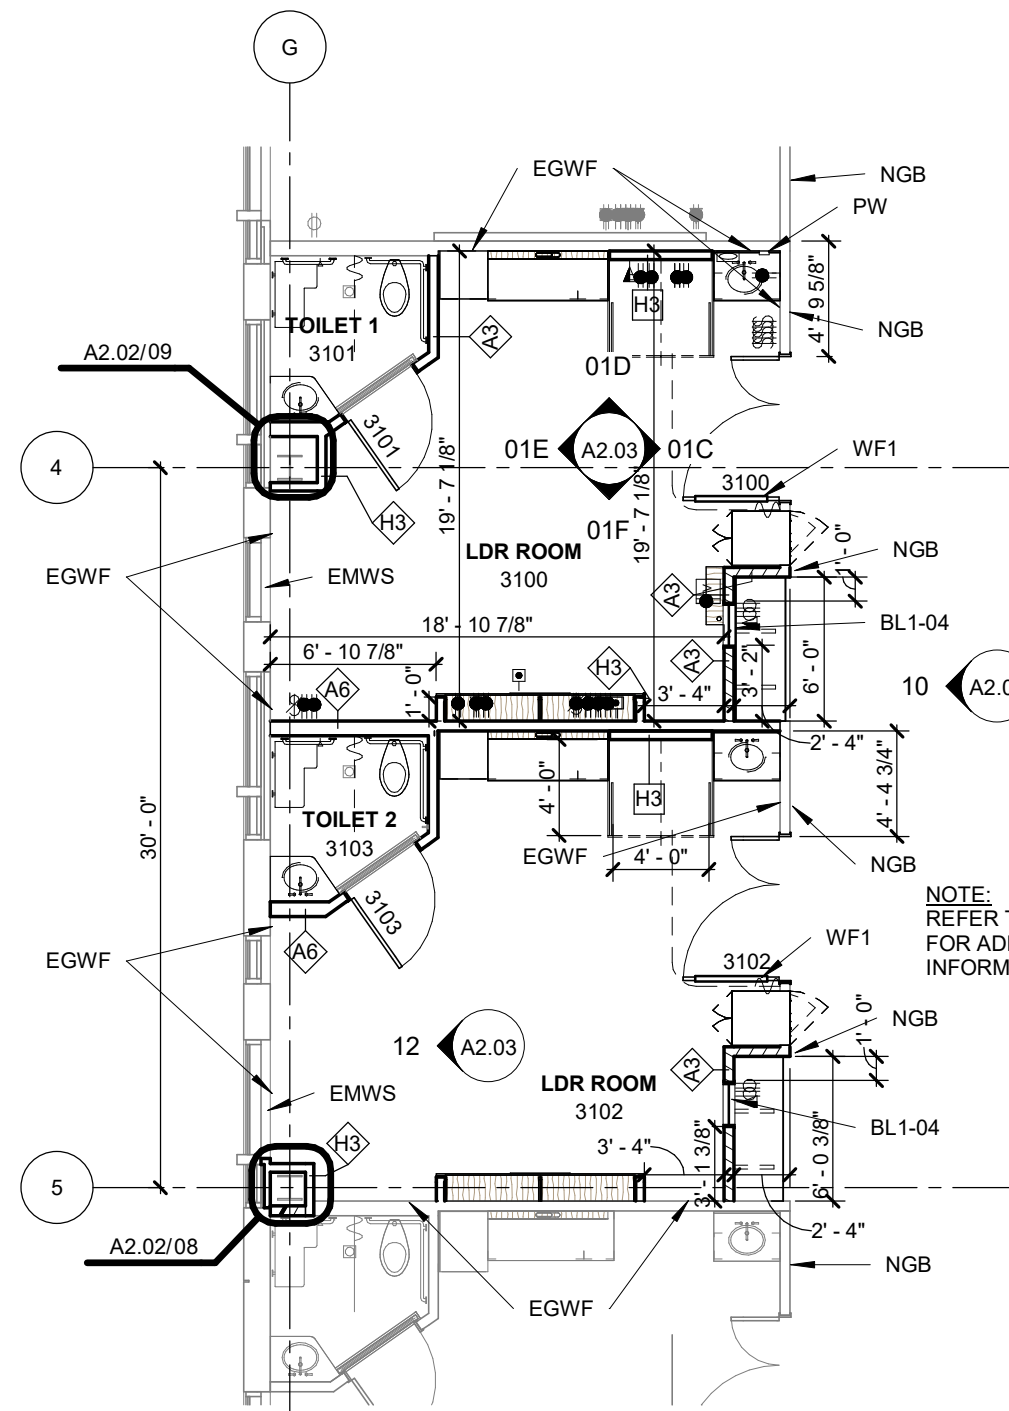 G
EGWF
NGB
PW
4' - 9 5/8"
H3
TOILET 1
3101
A3
NGB
A2.02/09
01D
3101
01E
A2.03
01C
4
WF1
19' - 7 1/8"
19' - 7 1/8"
3100
H3
01F
LDR ROOM
3100
NGB
1' - 0"
EGWF
EMWS
A3
BL1-04
18' - 10 7/8"
6' - 10 7/8"
H3
A3
3' - 2"
6' - 0"
A6
1' - 0"
3' - 4"
10
A2.0
2' - 4"
4' - 0"
H3
4' - 4 3/4"
TOILET 2
3103
30' - 0"
EGWF
4' - 0"
NGB
3103
NOTE:
REFER T
FOR ADD
INFORM
A6
WF1
EGWF
3102
12
A2.03
NGB
1' - 0"
A3
LDR ROOM
3102
EMWS
BL1-04
H3
3' - 4"
3' - 1 3/8"
6' - 0 3/8"
5
2' - 4"
A2.02/08
NGB
EGWF